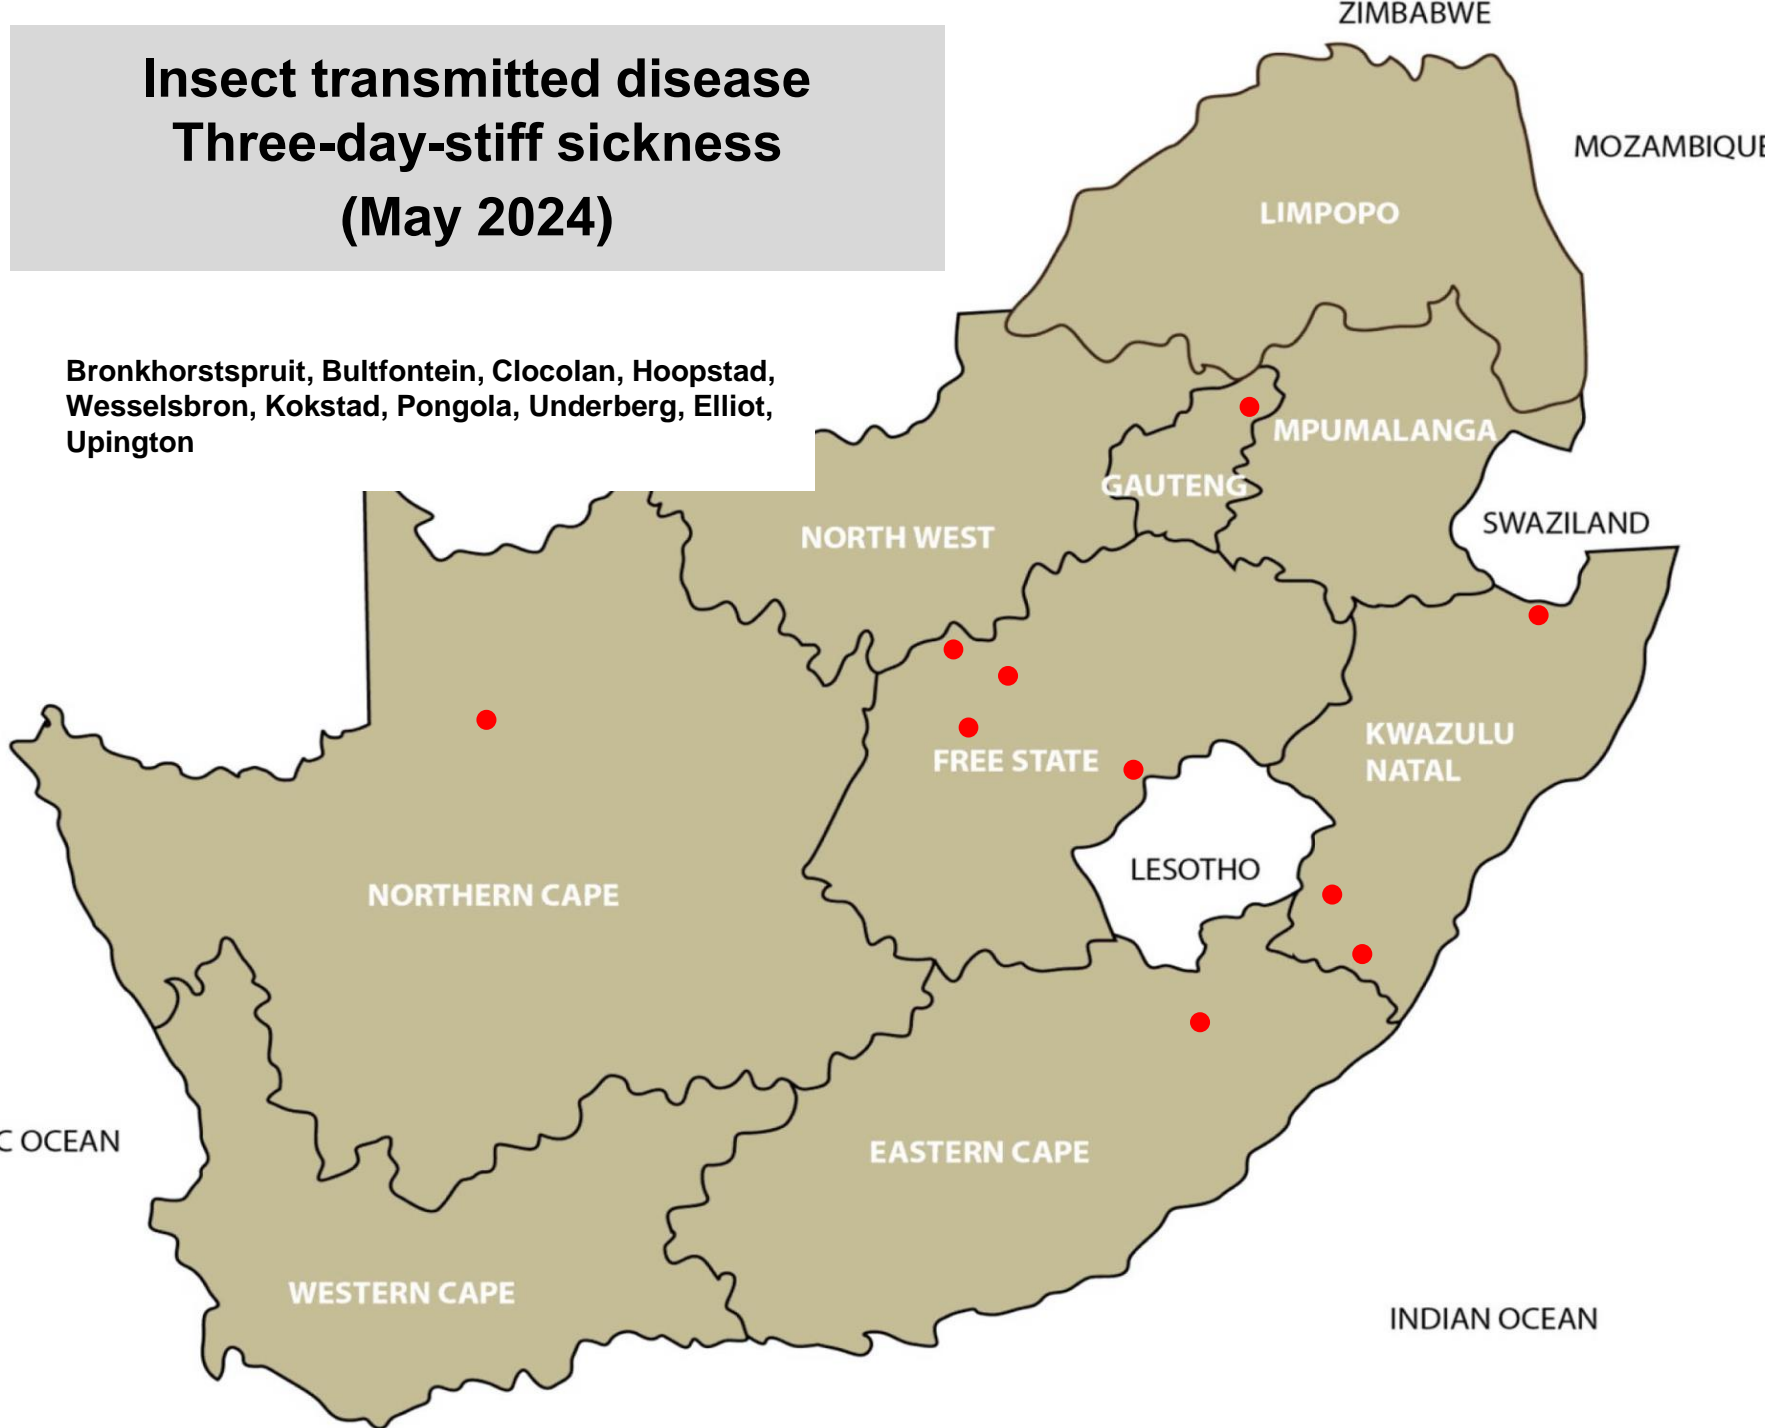 ZIMBABWE
Insect transmitted disease
Three-day-stiff sickness
(May 2024)
MOZAMBIQUE
LIMPOPO
Bronkhorstspruit, Bultfontein, Clocolan, Hoopstad,
Wesselsbron, Kokstad, Pongola, Underberg, Elliot,
Upington
MPUMALANGA
GAUTENG
SWAZILAND
NORTH WEST
KWAZULU
NATAL
FREE STATE
LESOTHO
NORTHERN CAPE
C OCEAN
EASTERN CAPE
WESTERN CAPE
INDIAN OCEAN